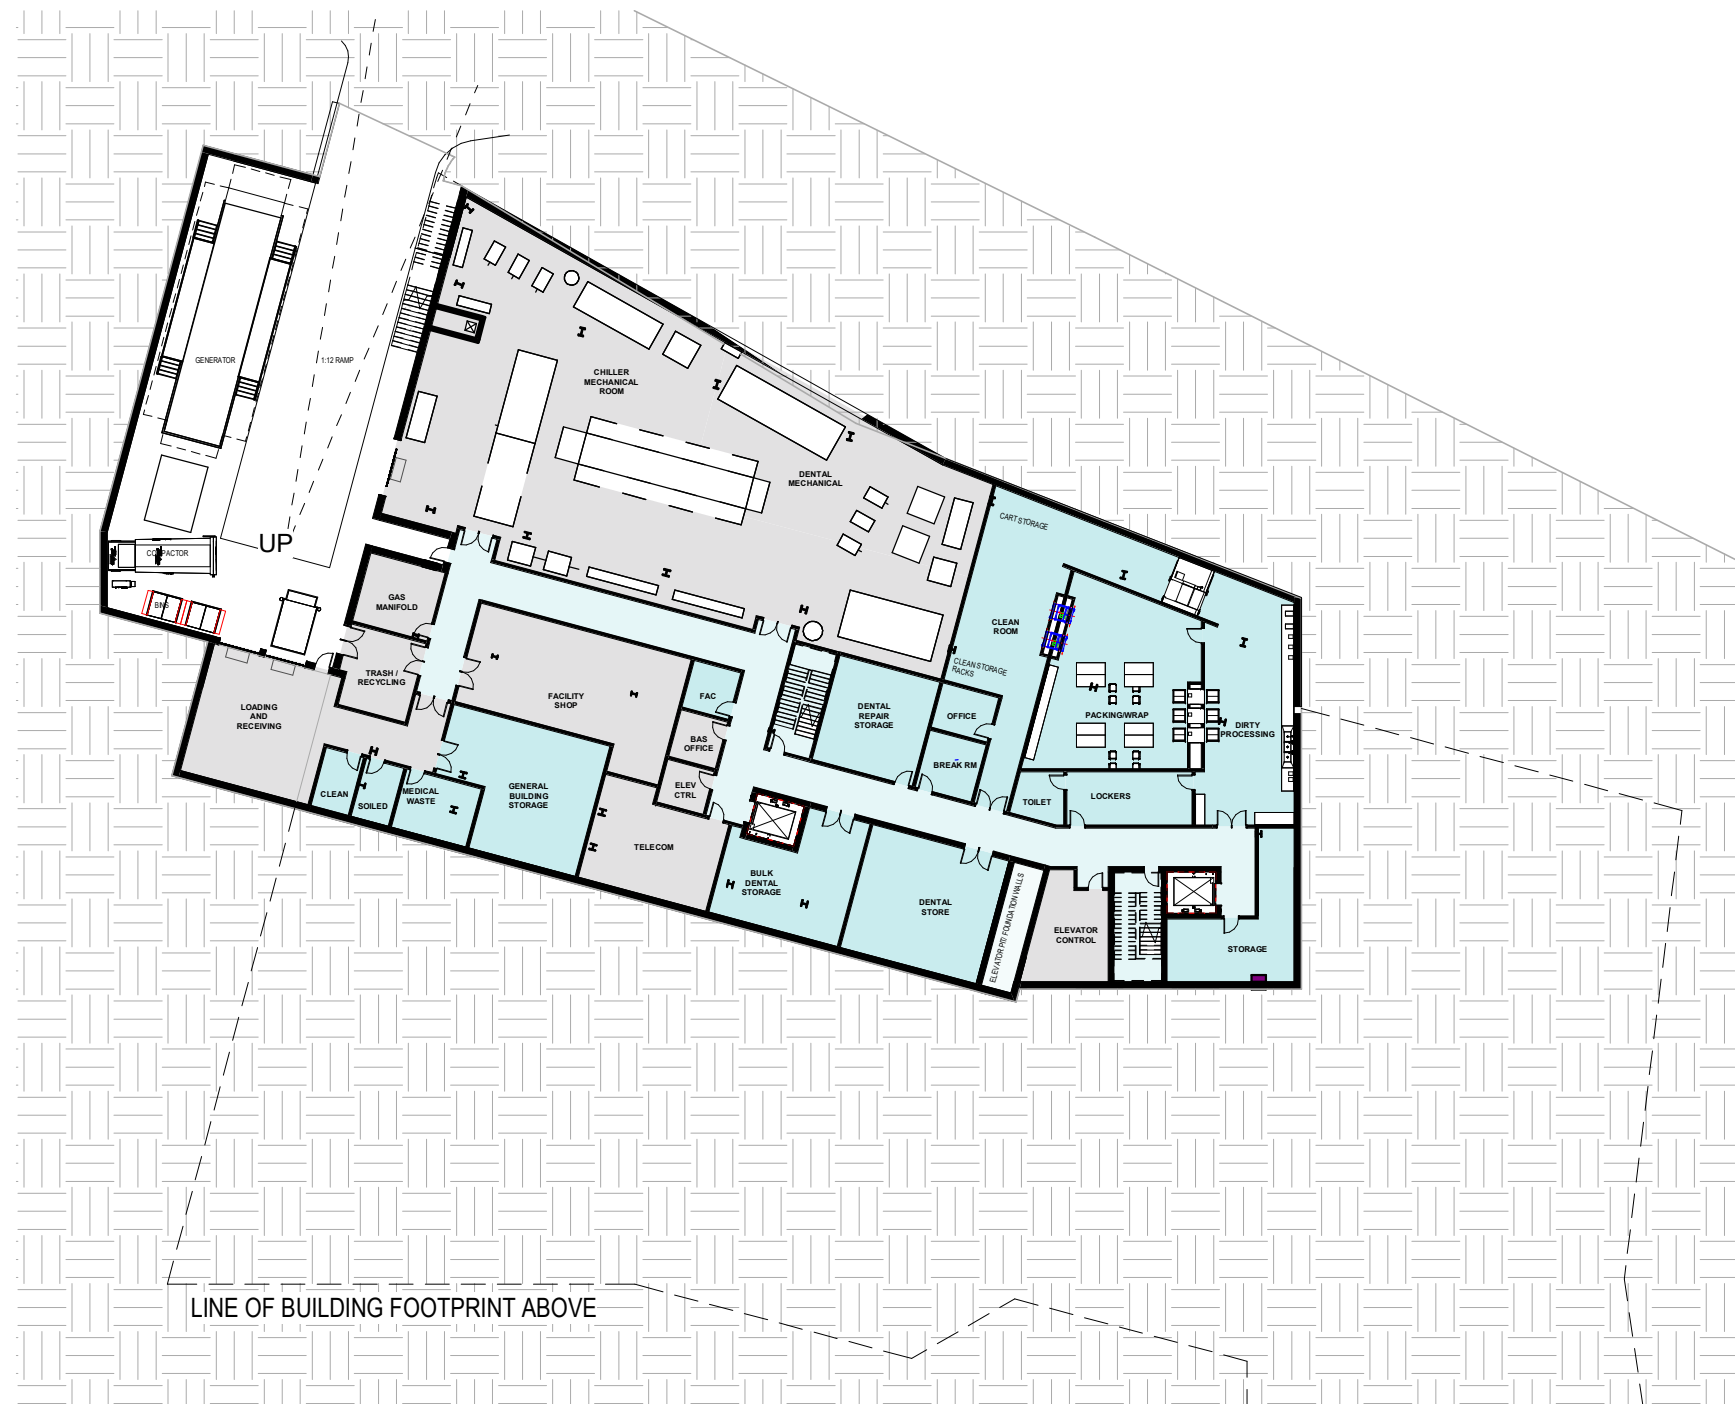 GENERATOR
1:12 RAMP
UP
COMPACTOR
BINS
CHILLER
MECHANICAL
ROOM
DENTAL
MECHANICAL
CART STORAGE
GAS
MANIFOLD
TRASH /
RECYCLING
LOADING
AND
RECEIVING
FACILITY
SHOP
FAC
BAS
OFFICE
ELEV
CTRL
CLEAN
ROOM
CLEAN STORAGE
RACKS
DENTAL
REPAIR
STORAGE
OFFICE
BREAK RM
PACKING/WRAP
DIRTY
PROCESSING
TOILET
LOCKERS
CLEAN
SOILED
MEDICAL
WASTE
GENERAL
BUILDING
STORAGE
TELECOM
BULK
DENTAL
STORAGE
DENTAL
STORE
ELEVATOR PIT/ FOUNDATION WALLS
ELEVATOR
CONTROL
STORAGE
LINE OF BUILDING FOOTPRINT ABOVE